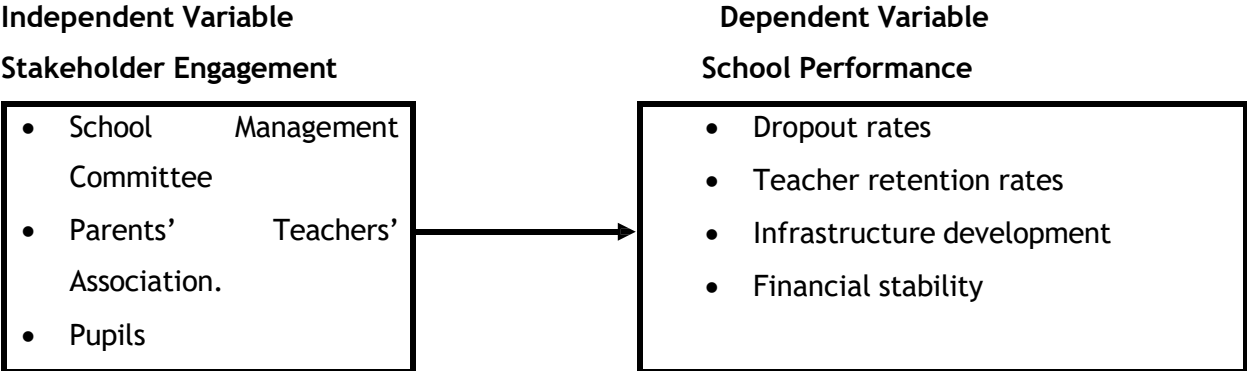 Independent Variable
Dependent Variable
Stakeholder Engagement
School Performance
• School Management
Committee
• Parents’ Teachers’
Association.
• Pupils
• Dropout rates
• Teacher retention rates
• Infrastructure development
• Financial stability